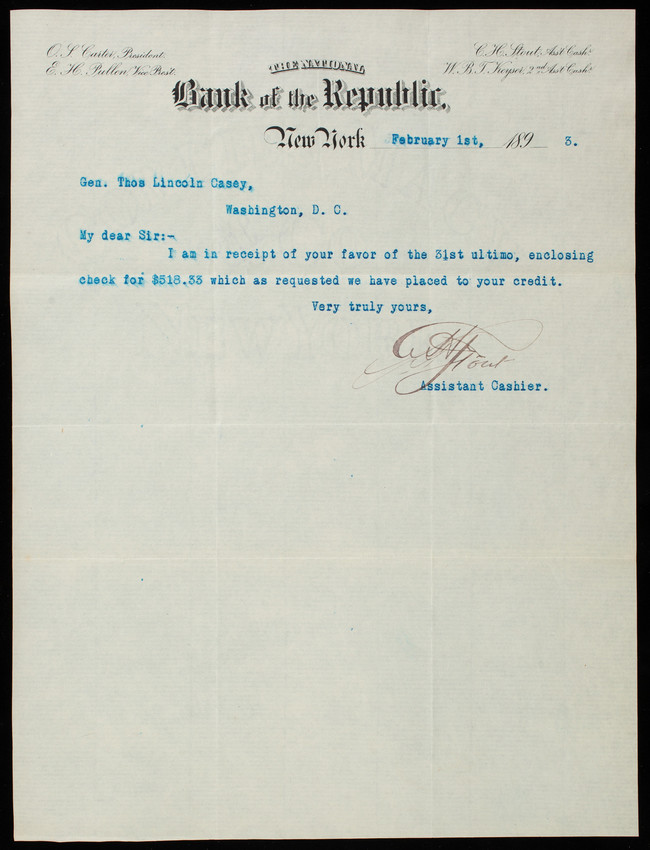 O. S. Carter, President.
E. H. Pullen, Vice Prest.
C. H. Stout, Asst. Cashr.
W. B. T. Keyser, 2nd Asst. Cashr.
THE NATIONAL
Bank of the Republic,
New York February 1st, 189 3.
Gen. Thos Lincoln Casey,
Washington, D. C.
My dear Sir:-
I am in receipt of your favor of the 31st ultimo, enclosing
check for $518.33 which as requested we have placed to your credit.
Very truly yours,
C H Stout
Assistant Cashier.